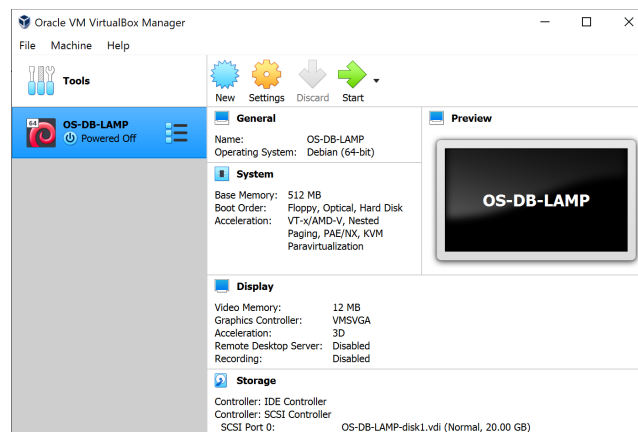 Oracle VM VirtualBox Manager
File Machine Help
Tools
New Settings Discard Start
64
OS-DB-LAMP
Powered Off
General
Name: OS-DB-LAMP
Operating System: Debian (64-bit)
Preview
OS-DB-LAMP
System
Base Memory: 512 MB
Boot Order: Floppy, Optical, Hard Disk
Acceleration: VT-x/AMD-V, Nested
Paging, PAE/NX, KVM
Paravirtualization
Display
Video Memory: 12 MB
Graphics Controller: VMSVGA
Acceleration: 3D
Remote Desktop Server: Disabled
Recording: Disabled
Storage
Controller: IDE Controller
Controller: SCSI Controller
SCSI Port 0: OS-DB-LAMP-disk1.vdi (Normal, 20.00 GB)